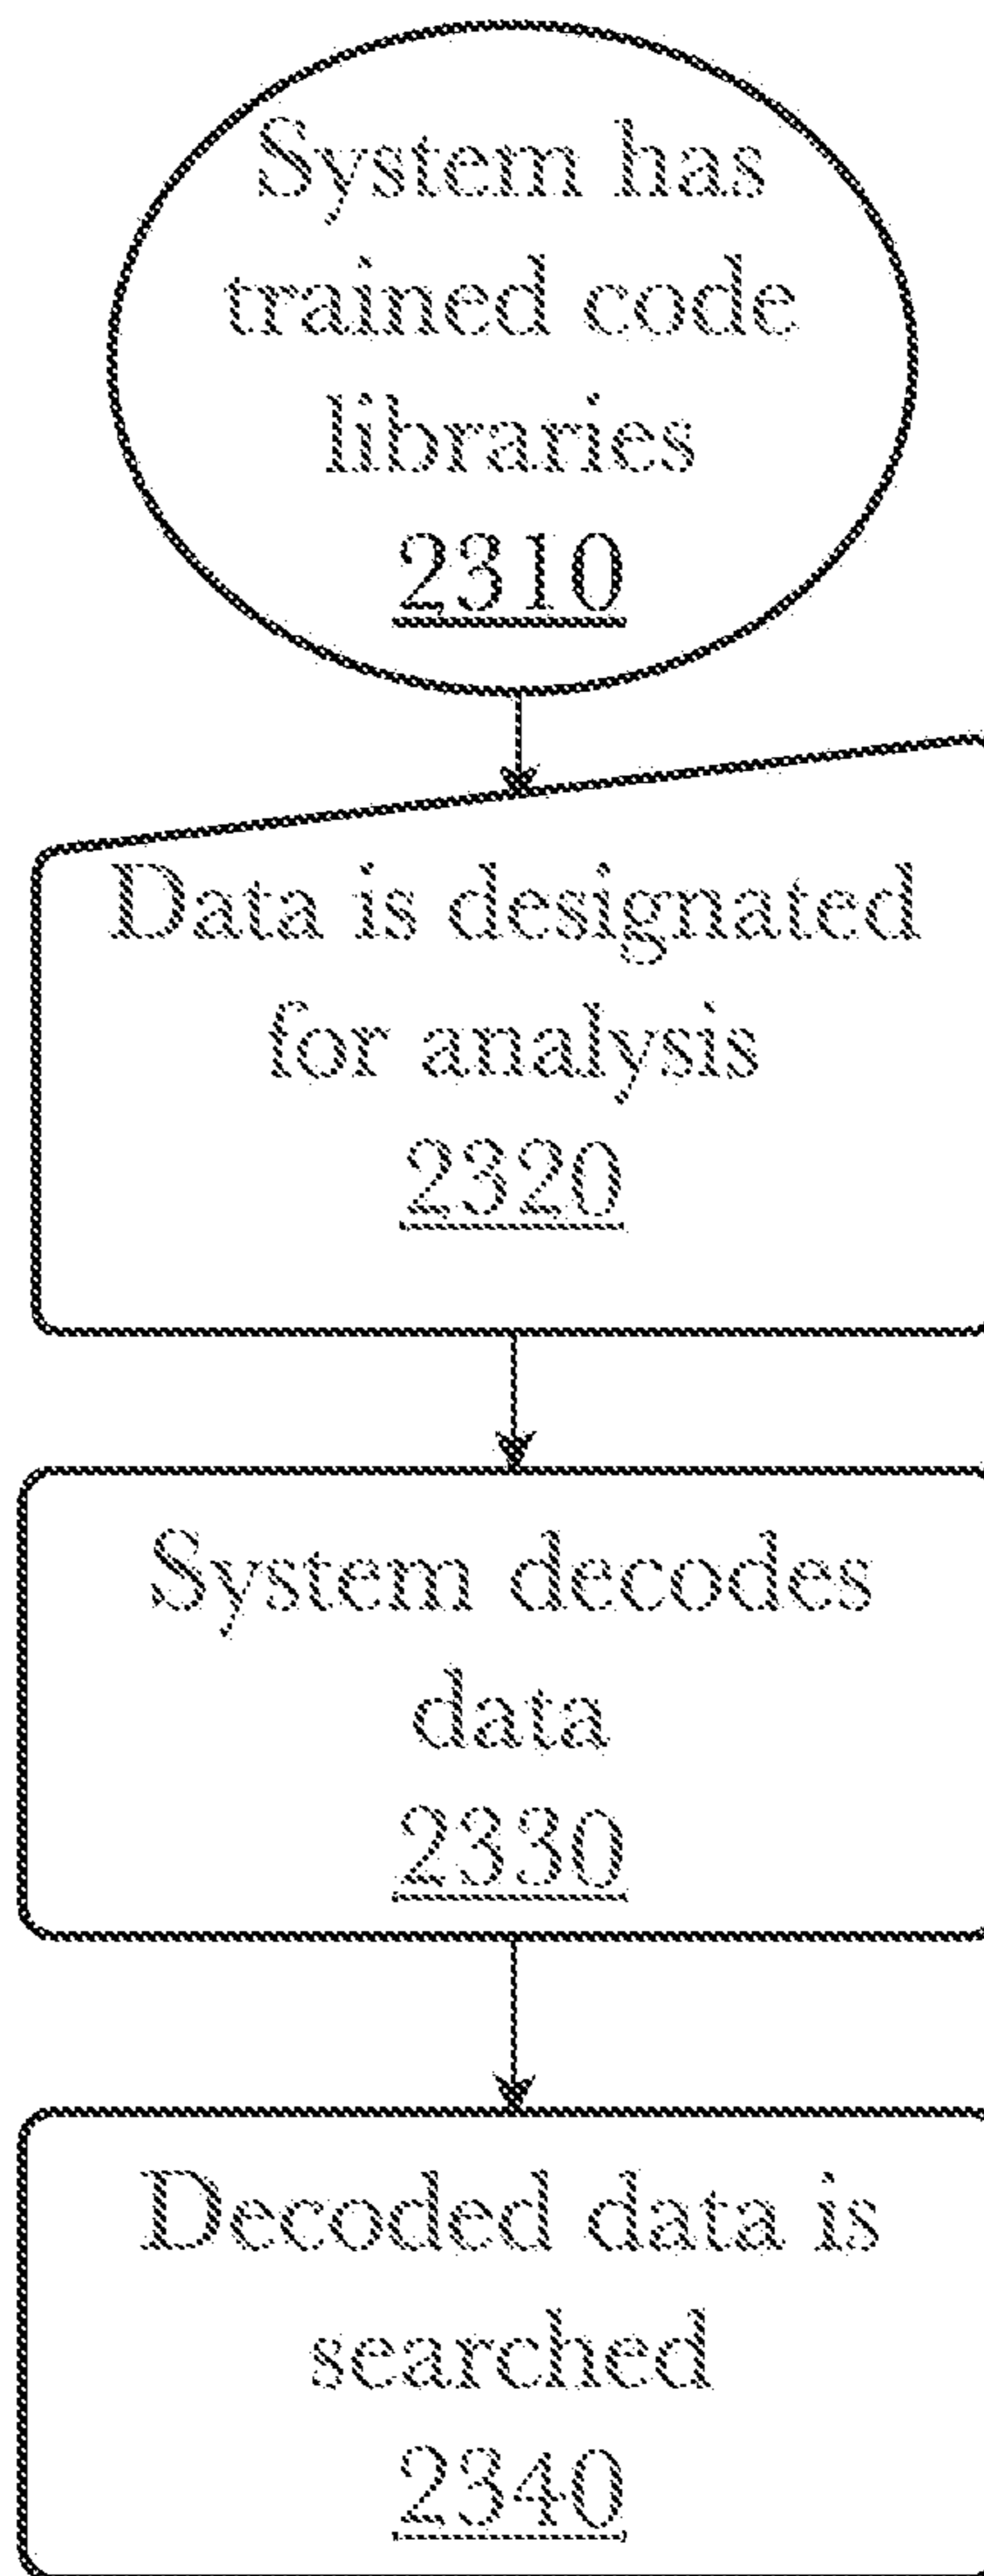 System has
trained code
libraries
2310
Data is designated
for analysis
2320
System decodes
data
2330
Decoded data is
searched
2340